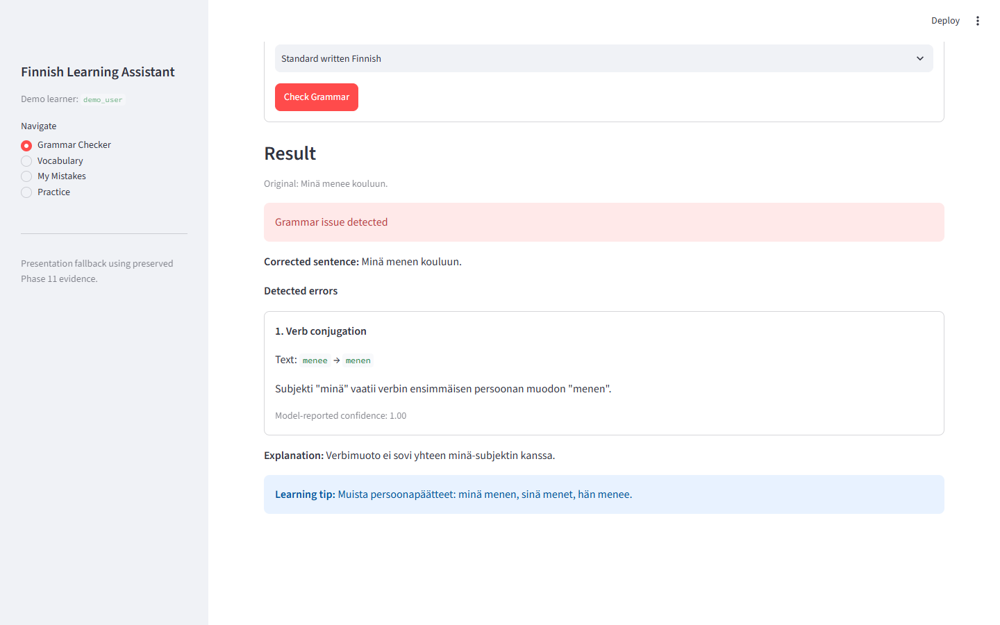 Deploy
Finnish Learning Assistant
Demo learner: demo_user
Navigate
Grammar Checker
Vocabulary
My Mistakes
Practice
Presentation fallback using preserved
Phase 11 evidence.
Standard written Finnish
Check Grammar
Result
Original: Minä menee kouluun.
Grammar issue detected
Corrected sentence: Minä menen kouluun.
Detected errors
1. Verb conjugation
Text: menee → menen
Subjekti "minä" vaatii verbin ensimmäisen persoonan muodon "menen".
Model-reported confidence: 1.00
Explanation: Verbimuoto ei sovi yhteen minä-subjektin kanssa.
Learning tip: Muista persoonapäätteet: minä menen, sinä menet, hän menee.